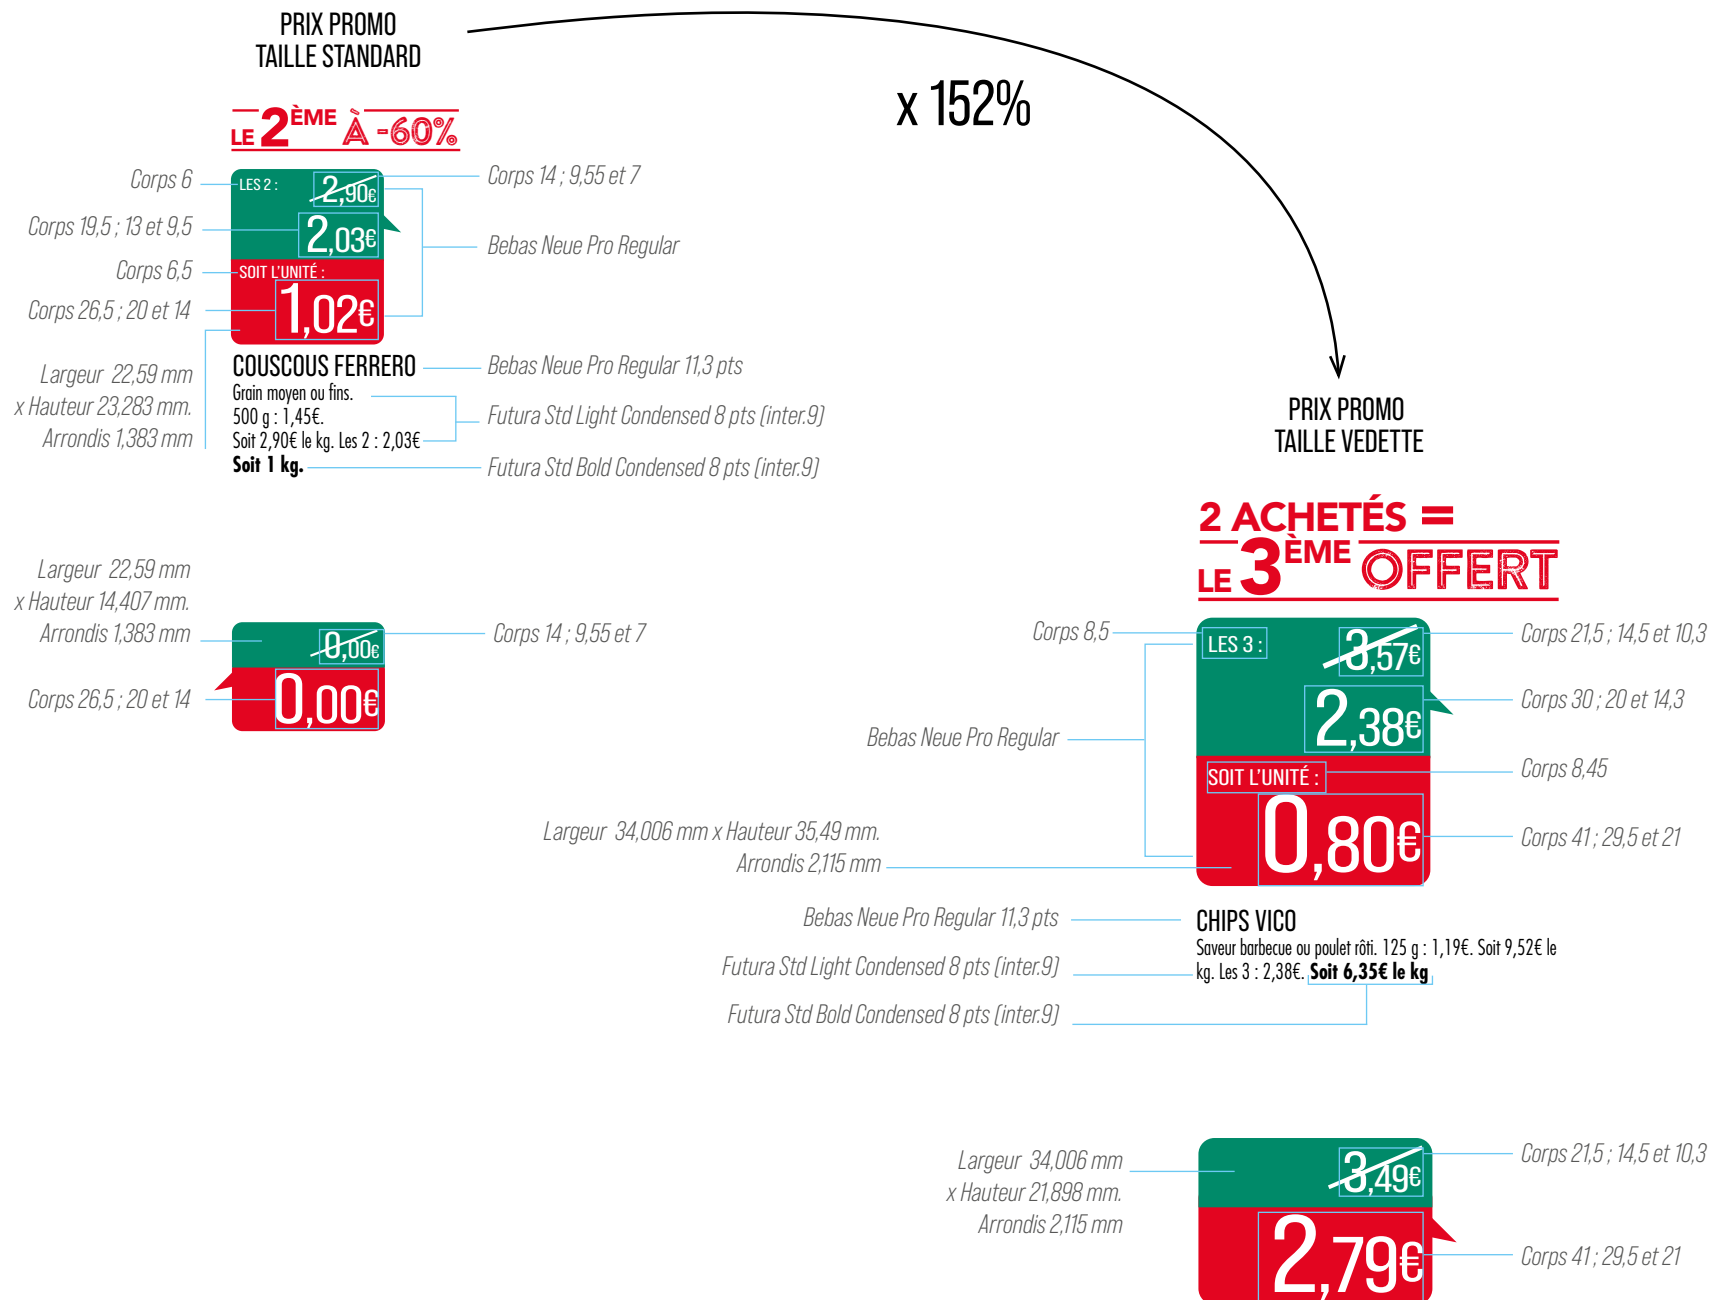 PRIX PROMO
TAILLE STANDARD
x 152%
LE 2ÈME À -60%
Corps 6
LES 2 :
2,90€
Corps 14 ; 9,55 et 7
Corps 19,5 ; 13 et 9,5
2,03€
Bebas Neue Pro Regular
Corps 6,5
SOIT L'UNITÉ :
Corps 26,5 ; 20 et 14
1,02€
Largeur 22,59 mm
x Hauteur 23,283 mm.
Arrondis 1,383 mm
COUSCOUS FERRERO
Bebas Neue Pro Regular 11,3 pts
Grain moyen ou fins.
500 g : 1,45€.
Soit 2,90€ le kg. Les 2 : 2,03€
Soit 1 kg.
Futura Std Light Condensed 8 pts (inter.9)
Futura Std Bold Condensed 8 pts (inter.9)
Largeur 22,59 mm
x Hauteur 14,407 mm.
Arrondis 1,383 mm
0,00€
Corps 14 ; 9,55 et 7
Corps 26,5 ; 20 et 14
0,00€
PRIX PROMO
TAILLE VEDETTE
2 ACHETÉS =
LE 3ÈME OFFERT
Corps 8,5
LES 3 :
3,57€
Corps 21,5 ; 14,5 et 10,3
2,38€
Corps 30 ; 20 et 14,3
Bebas Neue Pro Regular
SOIT L'UNITÉ :
Corps 8,45
0,80€
Corps 41 ; 29,5 et 21
Largeur 34,006 mm x Hauteur 35,49 mm.
Arrondis 2,115 mm
Bebas Neue Pro Regular 11,3 pts
CHIPS VICO
Saveur barbecue ou poulet rôti. 125 g : 1,19€. Soit 9,52€ le
kg. Les 3 : 2,38€. Soit 6,35€ le kg
Futura Std Light Condensed 8 pts (inter.9)
Futura Std Bold Condensed 8 pts (inter.9)
Largeur 34,006 mm
x Hauteur 21,898 mm.
Arrondis 2,115 mm
3,49€
Corps 21,5 ; 14,5 et 10,3
2,79€
Corps 41 ; 29,5 et 21